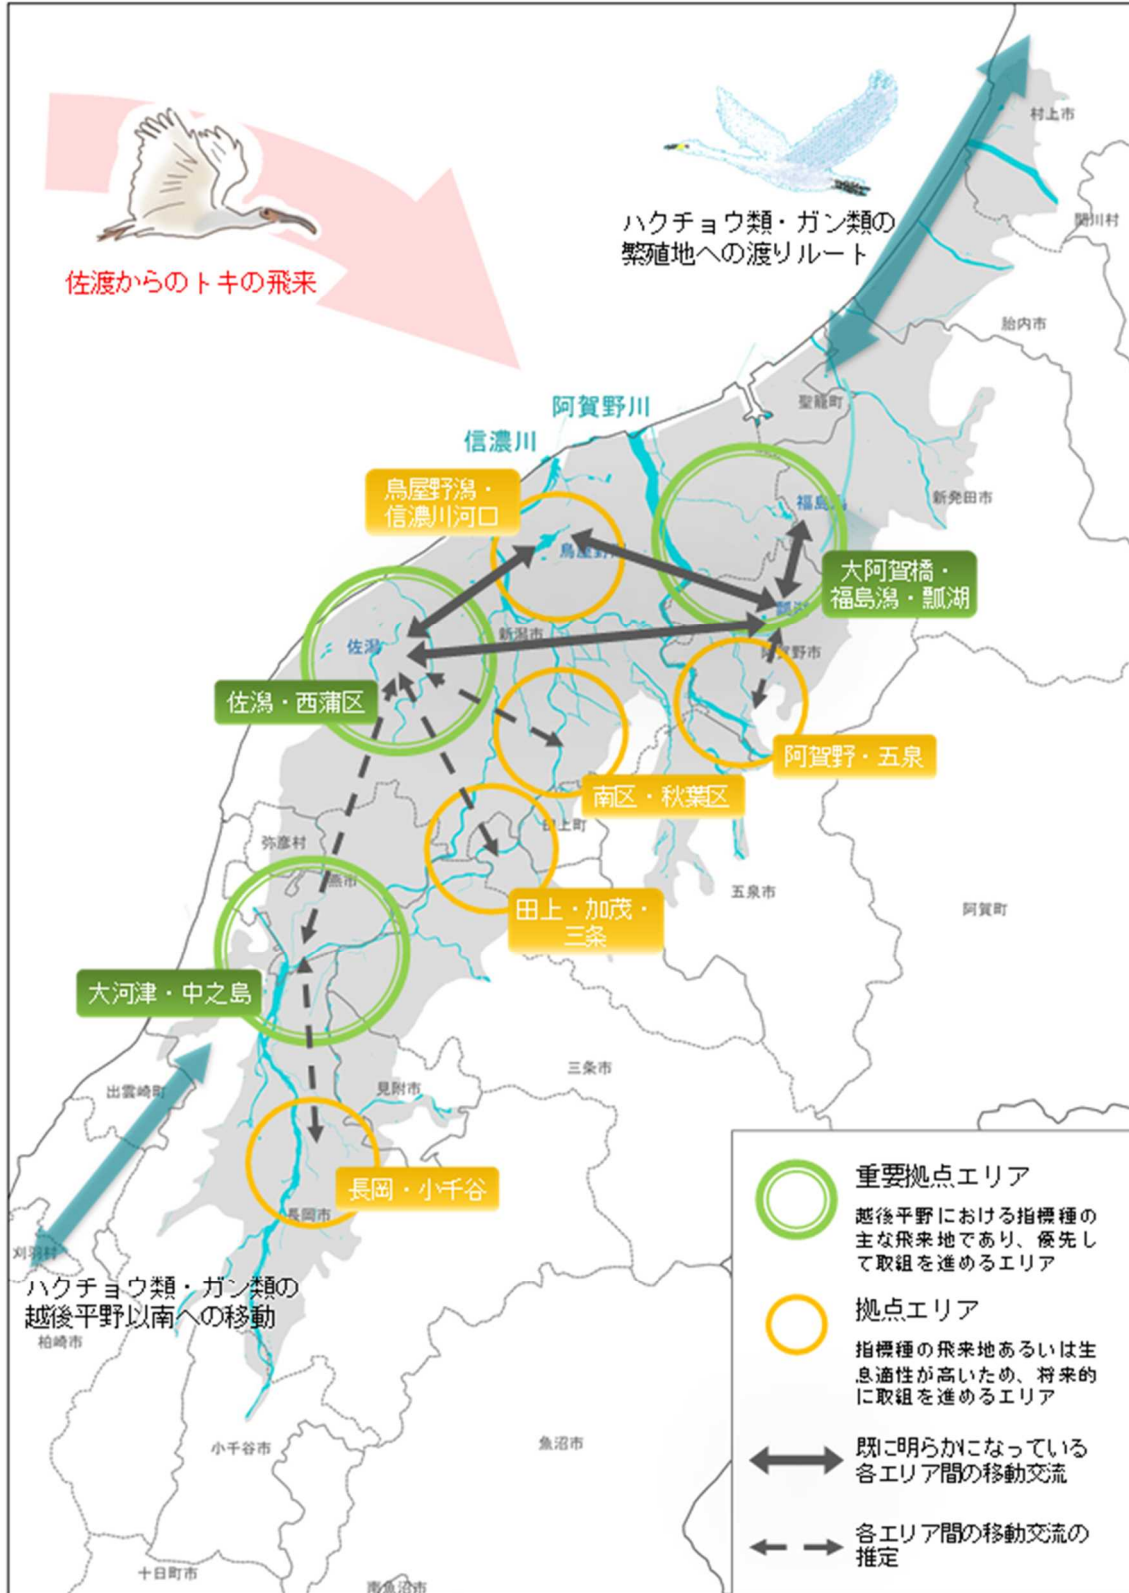 村上市
ハクチョウ類・ガン類の
繁殖地への渡りルート
関川村
佐渡からのトキの飛来
胎内市
聖籠町
阿賀野川
信濃川
鳥屋野潟・
信濃川河口
福島潟
新発田市
鳥屋野
大阿賀橋・
福島潟・瓢湖
瓢湖
新潟市
佐潟
阿賀野市
佐潟・西蒲区
阿賀野・五泉
南区・秋葉区
田上町
弥彦村
燕市
五泉市
阿賀町
田上・加茂・
三条
大河津・中之島
三条市
出雲崎町
見附市
長岡・小千谷
長岡市
刈羽村
ハクチョウ類・ガン類の
越後平野以南への移動
柏崎市
小千谷市
魚沼市
十日町市
南魚沼市
重要拠点エリア
越後平野における指標種の
主な飛来地であり、優先し
て取組を進めるエリア
拠点エリア
指標種の飛来地あるいは生
息適性が高いため、将来的
に取組を進めるエリア
既に明らかになっている
各エリア間の移動交流
各エリア間の移動交流の
推定